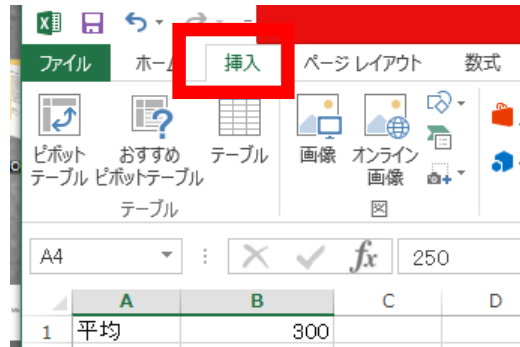 ファイル ホーム 挿入 ページ レイアウト 数式
ピボット
テーブル
おすすめ
ピボットテーブル
テーブル
画像
オンライン
画像
テーブル
図
A4 fx 250
A B C D
1 平均 300